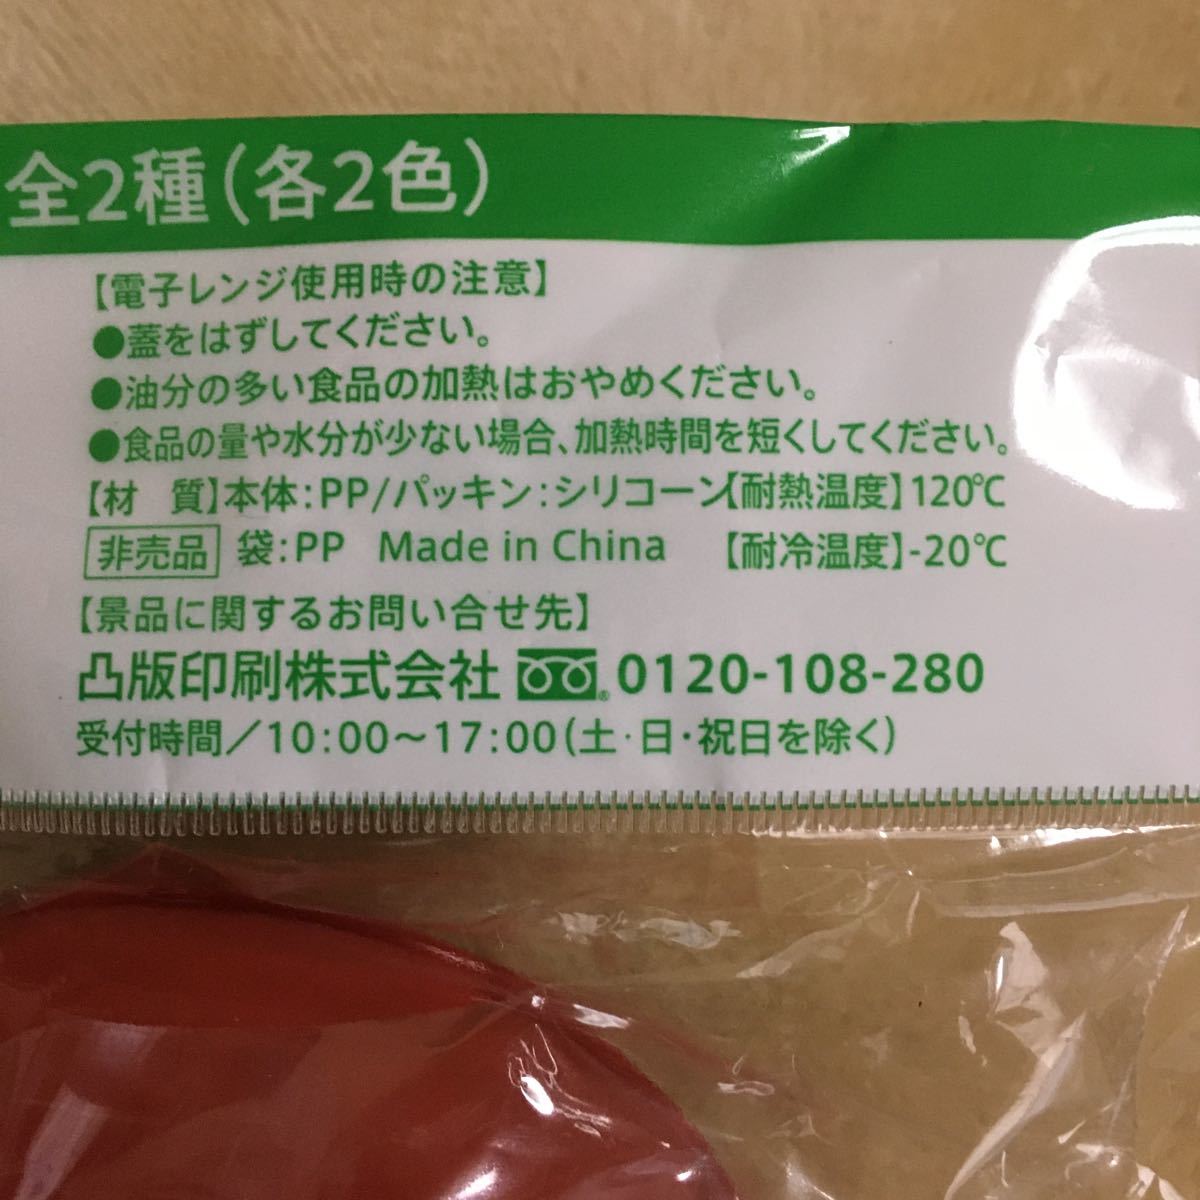 全2種(各2色)
【電子レンジ使用時の注意】
●蓋をはずしてください。
●油分の多い食品の加熱はおやめください。
●食品の量や水分が少ない場合、加熱時間を短くしてください。
【材　質】本体:PP/パッキン:シリコーン【耐熱温度】120℃
非売品 袋:PP Made in China 【耐冷温度】-20℃
【景品に関するお問い合せ先】
凸版印刷株式会社 ® 0120-108-280
受付時間/10:00〜17:00(土・日・祝日を除く)